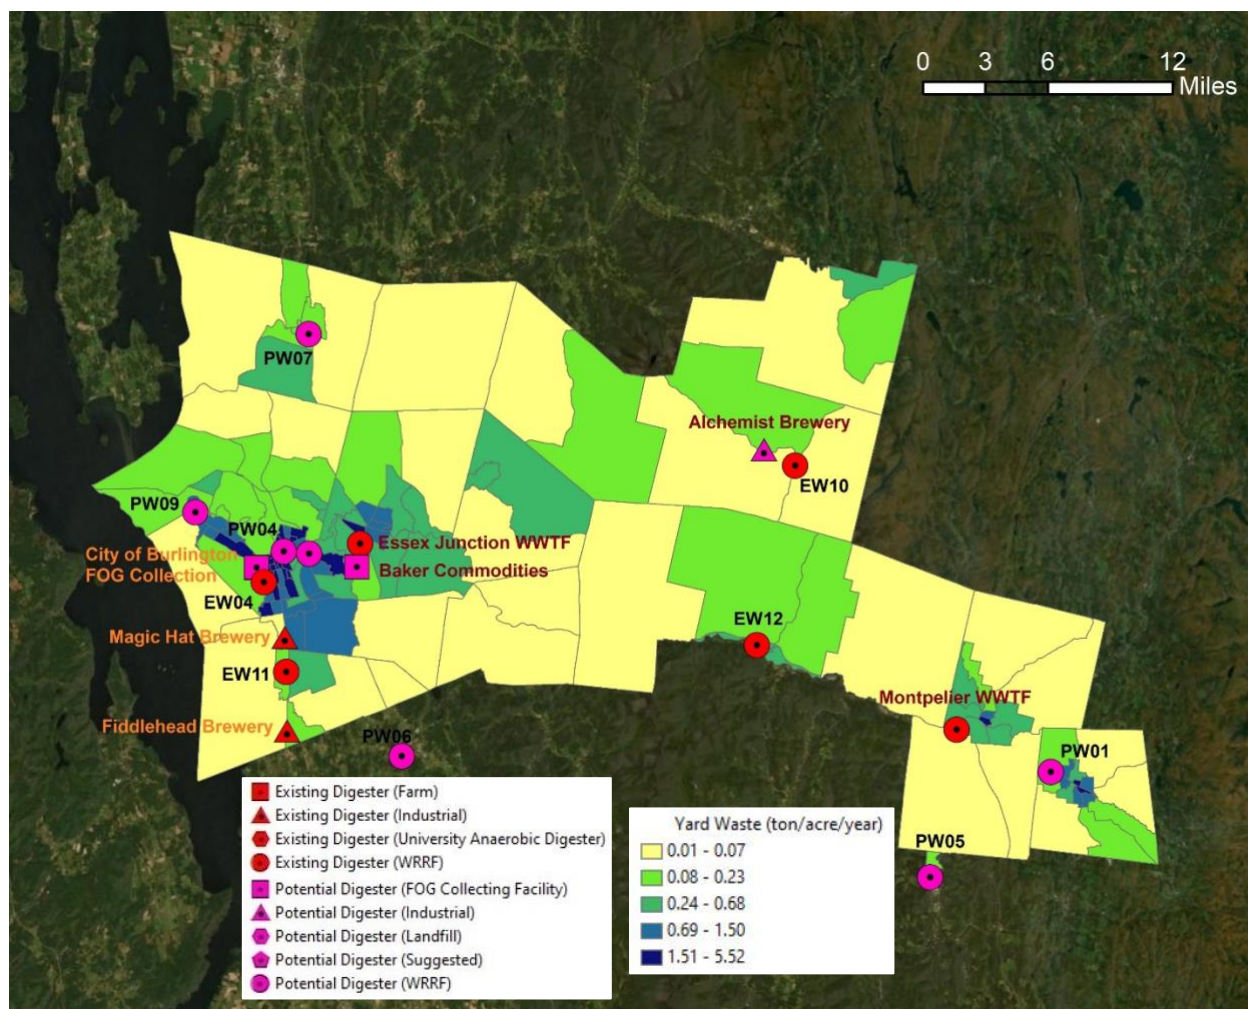 0 3 6 12
Miles
PW07
Alchemist Brewery
EW10
PW09
PW04
City of Burlington
FOG Collection
Essex Junction WWTF
Baker Commodities
EW04
Magic Hat Brewery
EW12
EW11
Montpelier WWTF
Fiddlehead Brewery
PW06
PW01
PW05
Existing Digester (Farm)
Existing Digester (Industrial)
Existing Digester (University Anaerobic Digester)
Existing Digester (WRRF)
Potential Digester (FOG Collecting Facility)
Potential Digester (Industrial)
Potential Digester (Landfill)
Potential Digester (Suggested)
Potential Digester (WRRF)
Yard Waste (ton/acre/year)
0.01 - 0.07
0.08 - 0.23
0.24 - 0.68
0.69 - 1.50
1.51 - 5.52